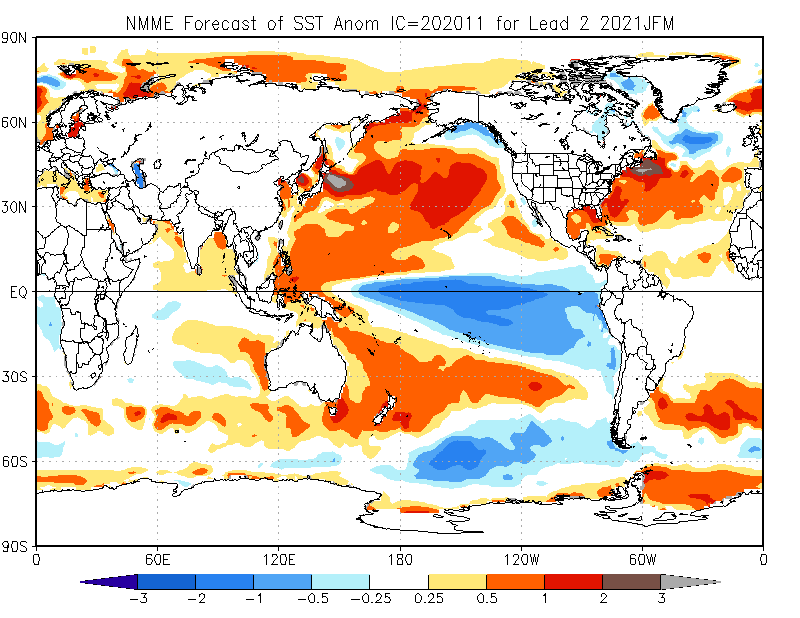 NMME Forecast of SST Anom IC=202011 for Lead 2 2021JFM
90N
60N
30N
EQ
30S
60S
90S
0 60E 120E 180 120W 60W 0
-3 -2 -1 -0.5 -0.25 0.25 0.5 1 2 3